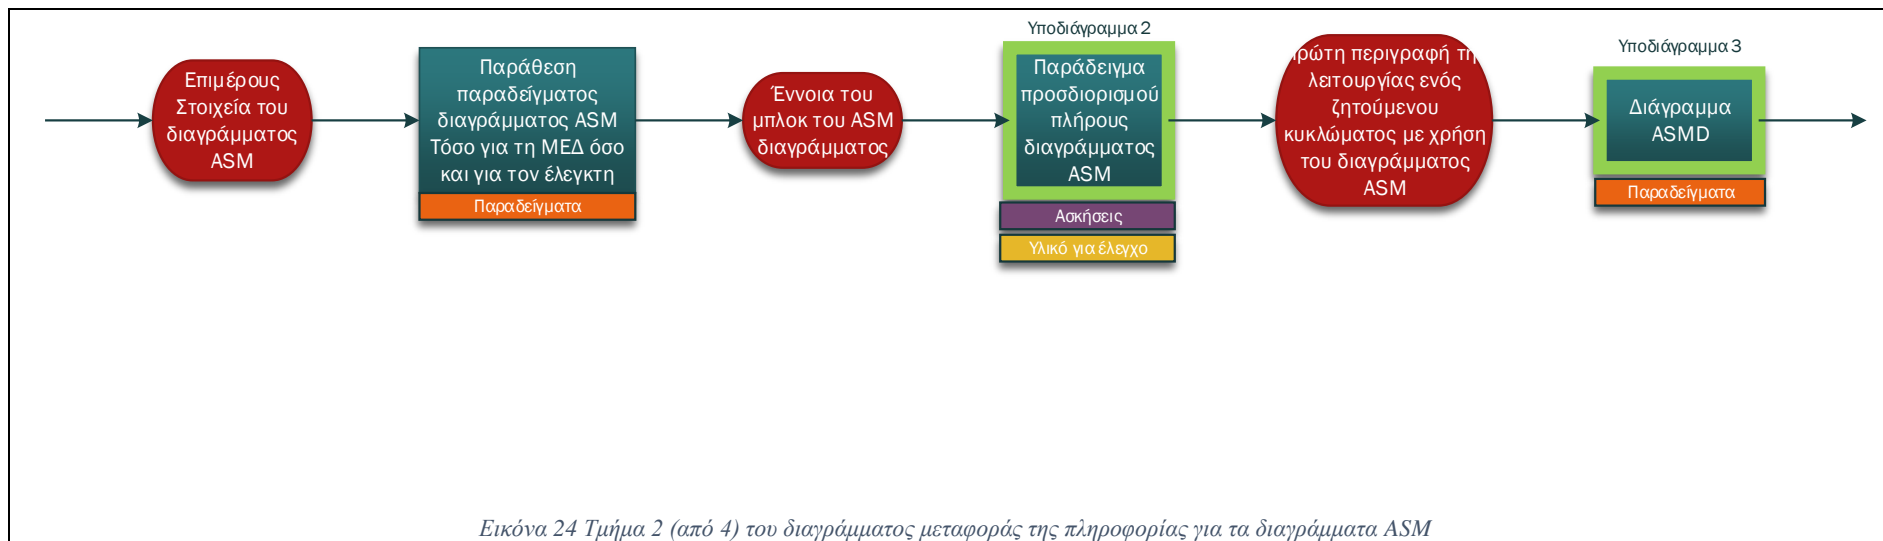 Επιμέρους
Στοιχεία του
διαγράμματος
ASM
Παράθεση
παραδείγματος
διαγράμματος ASM
Τόσο για τη ΜΕΔ όσο
και για τον έλεγκτη
Παραδείγματα
Έννοια του
μπλοκ του ASM
διαγράμματος
Υποδιάγραμμα 2
Παράδειγμα
προσδιορισμού
πλήρους
διαγράμματος
ASM
Ασκήσεις
Υλικό για έλεγχο
περιγραφή
λειτουργίας ενός
ζητούμενου
κυκλώματος με χρήση
του διαγράμματος
ASM
Υποδιάγραμμα 3
Διάγραμμα
ASMD
Παραδείγματα
Εικόνα 24 Τμήμα 2 (από 4) του διαγράμματος μεταφοράς της πληροφορίας για τα διαγράμματα ASM